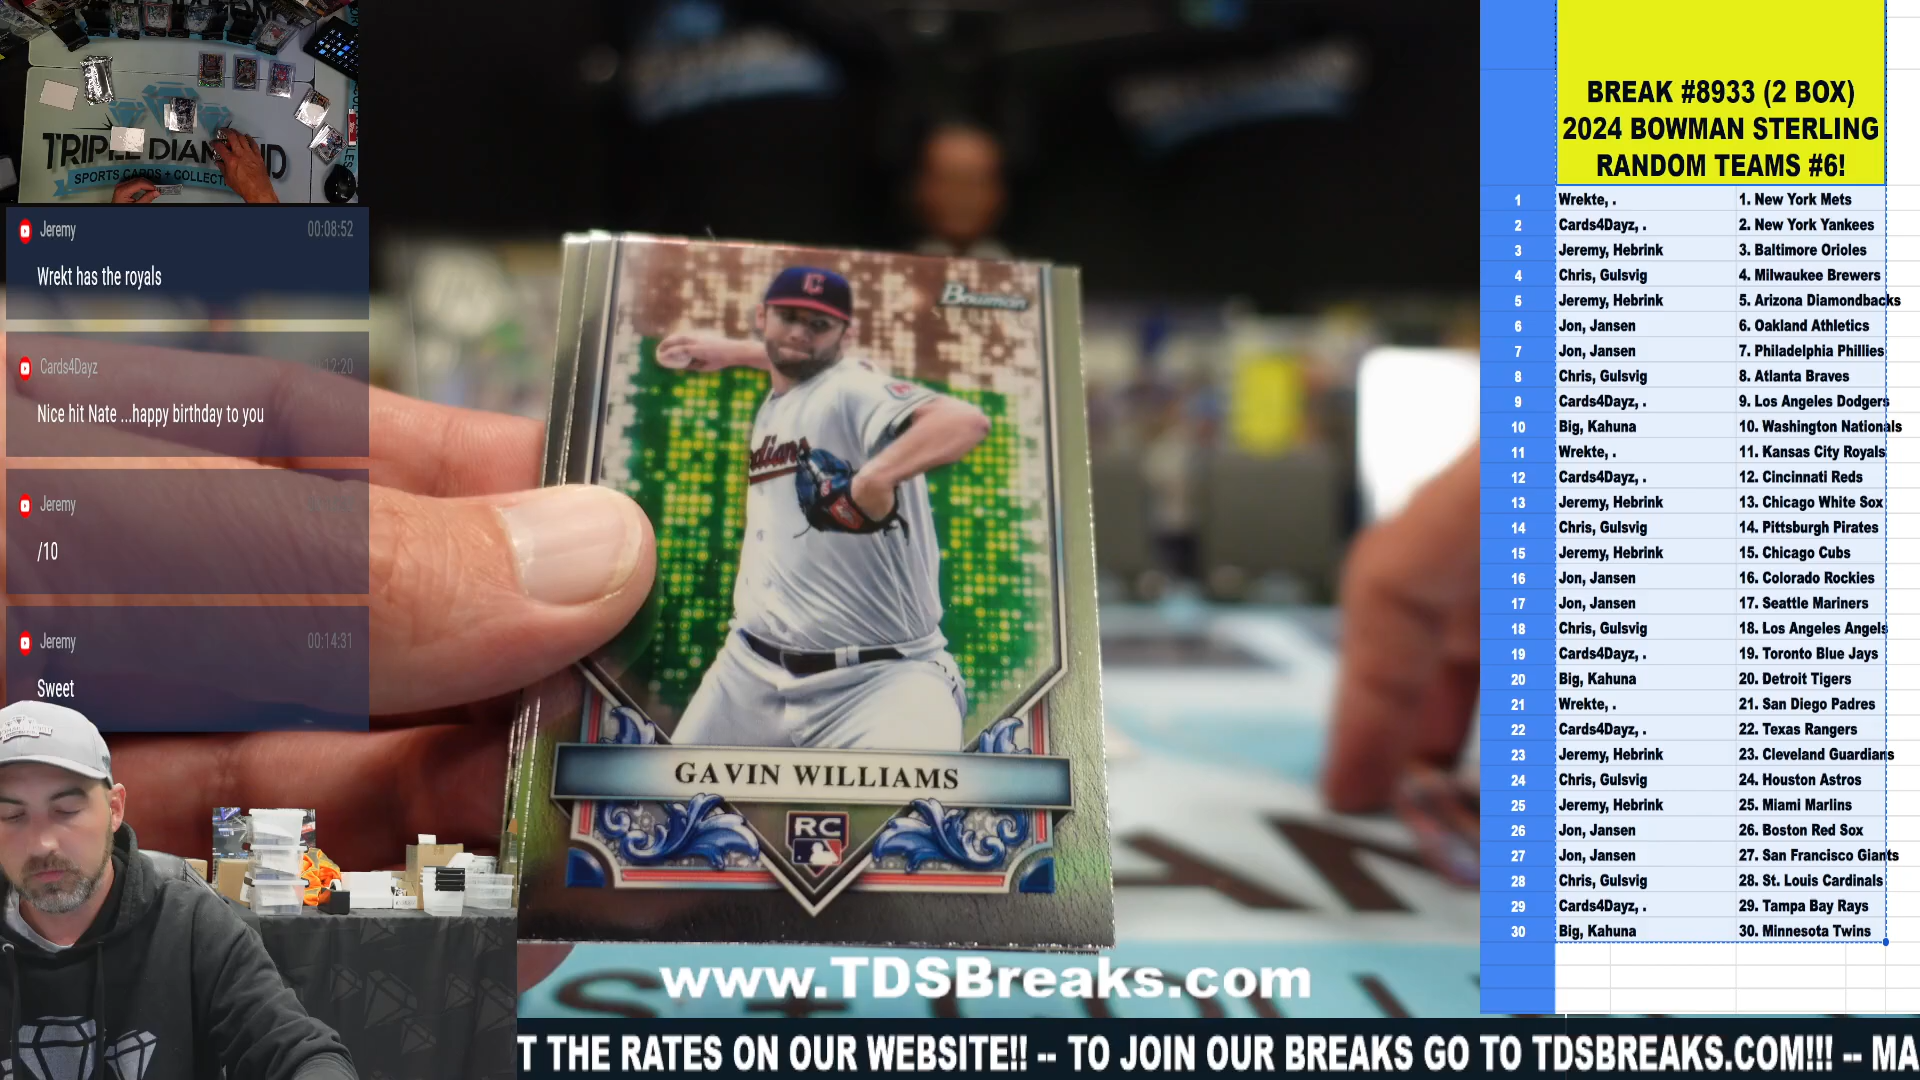 TRIPLE DIAMOND
SPORTS CARDS + COLLECT
Jeremy 00:08:52
Wrekt has the royals
Cards4Dayz 12:20
Nice hit Nate ...happy birthday to you
Jeremy
/10
Jeremy 00:14:31
Sweet
C
Bowman
dians
GAVIN WILLIAMS
RC
www.TDSBreaks.com
BREAK #8933 (2 BOX)
2024 BOWMAN STERLING
RANDOM TEAMS #6!
1 Wrekte, . 1. New York Mets
2 Cards4Dayz, . 2. New York Yankees
3 Jeremy, Hebrink 3. Baltimore Orioles
4 Chris, Gulsvig 4. Milwaukee Brewers
5 Jeremy, Hebrink 5. Arizona Diamondbacks
6 Jon, Jansen 6. Oakland Athletics
7 Jon, Jansen 7. Philadelphia Phillies
8 Chris, Gulsvig 8. Atlanta Braves
9 Cards4Dayz, . 9. Los Angeles Dodgers
10 Big, Kahuna 10. Washington Nationals
11 Wrekte, . 11. Kansas City Royals
12 Cards4Dayz, . 12. Cincinnati Reds
13 Jeremy, Hebrink 13. Chicago White Sox
14 Chris, Gulsvig 14. Pittsburgh Pirates
15 Jeremy, Hebrink 15. Chicago Cubs
16 Jon, Jansen 16. Colorado Rockies
17 Jon, Jansen 17. Seattle Mariners
18 Chris, Gulsvig 18. Los Angeles Angels
19 Cards4Dayz, . 19. Toronto Blue Jays
20 Big, Kahuna 20. Detroit Tigers
21 Wrekte, . 21. San Diego Padres
22 Cards4Dayz, . 22. Texas Rangers
23 Jeremy, Hebrink 23. Cleveland Guardians
24 Chris, Gulsvig 24. Houston Astros
25 Jeremy, Hebrink 25. Miami Marlins
26 Jon, Jansen 26. Boston Red Sox
27 Jon, Jansen 27. San Francisco Giants
28 Chris, Gulsvig 28. St. Louis Cardinals
29 Cards4Dayz, . 29. Tampa Bay Rays
30 Big, Kahuna 30. Minnesota Twins
T THE RATES ON OUR WEBSITE!! -- TO JOIN OUR BREAKS GO TO TDSBREAKS.COM!!! -- MA